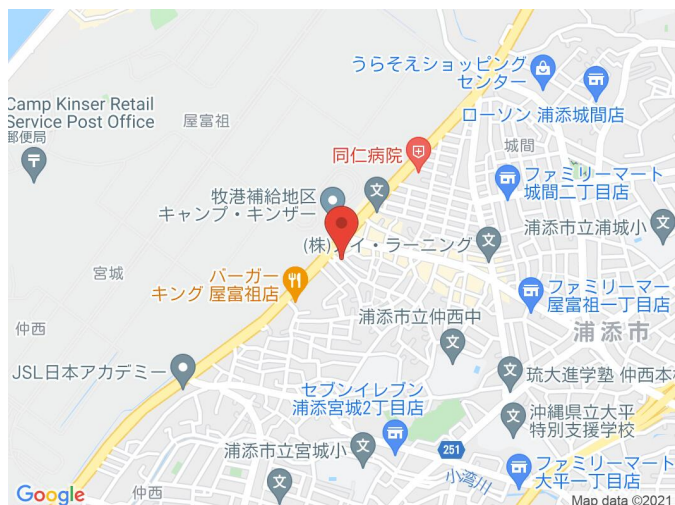 うらそえショッピング
センター
Camp Kinser Retail
Service Post Office
郵便局
屋富祖
ローソン 浦添城間店
城間
同仁病院
ファミリーマート
城間二丁目店
牧港補給地区
キャンプ・キンザー
浦添市立浦城小
(株)
イ・ラーニング
宮城
バーガー
キング 屋富祖店
ファミリーマー
屋富祖一丁目店
仲西
浦添市立仲西中
浦添市
JSL日本アカデミー
琉大進学塾 仲西本校
セブンイレブン
浦添宮城2丁目店
沖縄県立大平
特別支援学校
251
浦添市立宮城小
小湾川
ファミリーマート
大平一丁目店
仲西
Google
Map data ©2021